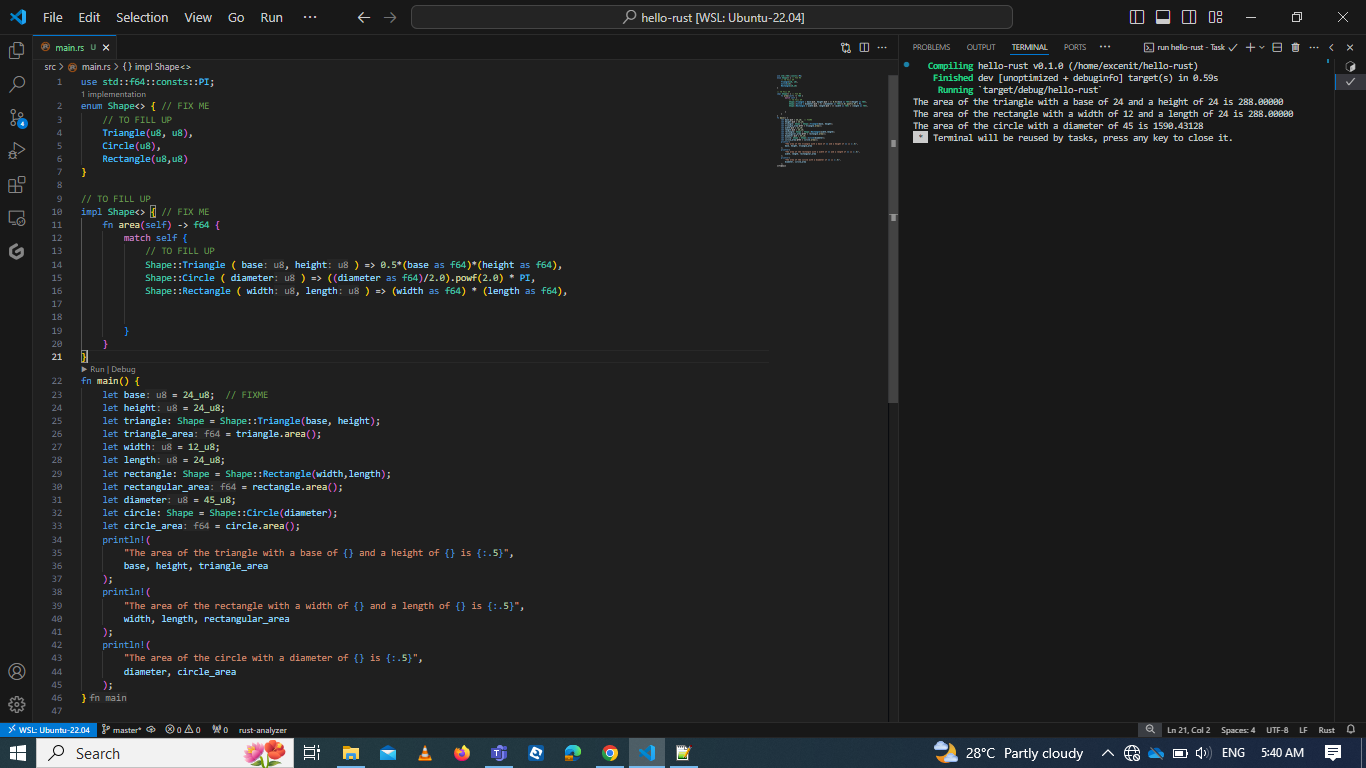 File Edit Selection View Go Run ··· hello-rust [WSL: Ubuntu-22.04]
main.rs U
src > main.rs > {} impl Shape<>
1 use std::f64::consts::PI;
1 implementation
2 enum Shape<> { // FIX ME
3 // TO FILL UP
4 Triangle(u8, u8),
5 Circle(u8),
6 Rectangle(u8,u8)
7 }
8
9 // TO FILL UP
10 impl Shape<> { // FIX ME
11 fn area(self) -> f64 {
12 match self {
13 // TO FILL UP
14 Shape::Triangle ( base: u8, height: u8 ) => 0.5*(base as f64)*(height as f64),
15 Shape::Circle ( diameter: u8 ) => ((diameter as f64)/2.0).powf(2.0) * PI,
16 Shape::Rectangle ( width: u8, length: u8 ) => (width as f64) * (length as f64),
17
18
19 }
20 }
21 }
Run | Debug
22 fn main() {
23 let base: u8 = 24_u8; // FIXME
24 let height: u8 = 24_u8;
25 let triangle: Shape = Shape::Triangle(base, height);
26 let triangle_area: f64 = triangle.area();
27 let width: u8 = 12_u8;
28 let length: u8 = 24_u8;
29 let rectangle: Shape = Shape::Rectangle(width,length);
30 let rectangular_area: f64 = rectangle.area();
31 let diameter: u8 = 45_u8;
32 let circle: Shape = Shape::Circle(diameter);
33 let circle_area: f64 = circle.area();
34 println!(
35 "The area of the triangle with a base of {} and a height of {} is {:.5}",
36 base, height, triangle_area
37 );
38 println!(
39 "The area of the rectangle with a width of {} and a length of {} is {:.5}",
40 width, length, rectangular_area
41 );
42 println!(
43 "The area of the circle with a diameter of {} is {:.5}",
44 diameter, circle_area
45 );
46 } fn main
47
PROBLEMS OUTPUT TERMINAL PORTS ··· run hello-rust - Task
Compiling hello-rust v0.1.0 (/home/excenit/hello-rust)
Finished dev [unoptimized + debuginfo] target(s) in 0.59s
Running `target/debug/hello-rust`
The area of the triangle with a base of 24 and a height of 24 is 288.00000
The area of the rectangle with a width of 12 and a length of 24 is 288.00000
The area of the circle with a diameter of 45 is 1590.43128
* Terminal will be reused by tasks, press any key to close it.
4
WSL: Ubuntu-22.04 master* 0 0 0 rust-analyzer Ln 21, Col 2 Spaces: 4 UTF-8 LF Rust
Search 28°C Partly cloudy ENG 5:40 AM